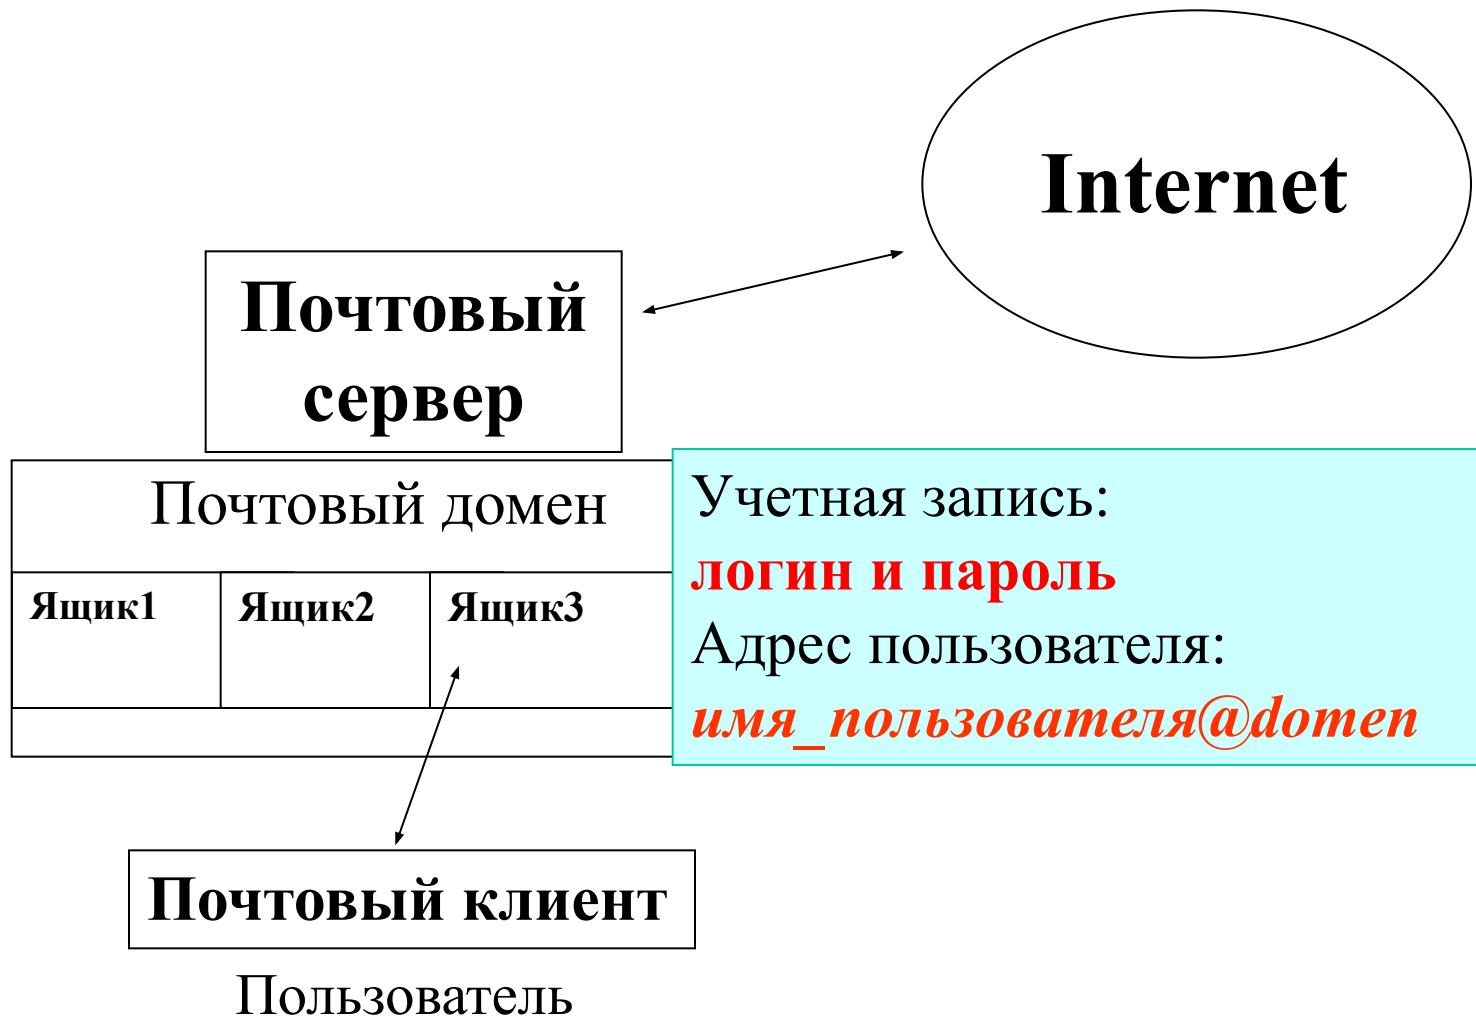 Internet
Почтовый
сервер
Почтовый домен
Ящик1
Ящик2
Ящик3
Учетная запись:
логин и пароль
Адрес пользователя:
имя_пользователя@domen
Почтовый клиент
Пользователь